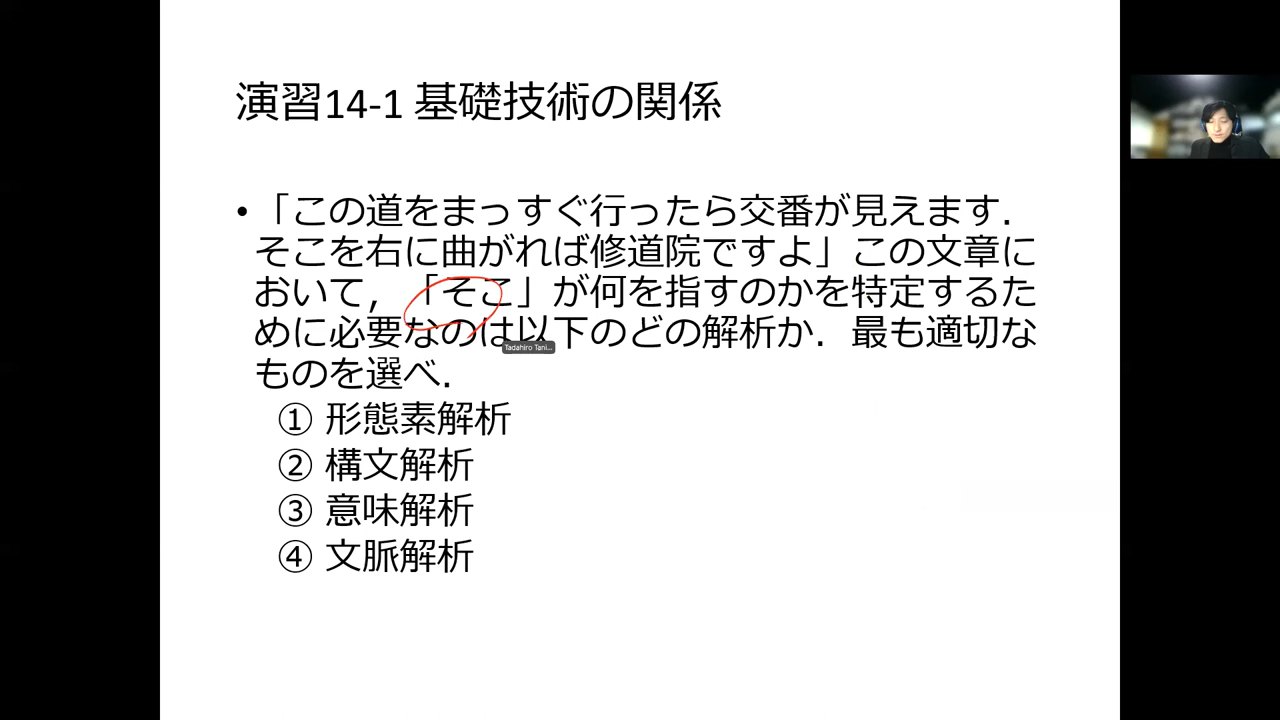 演習14-1 基礎技術の関係
• 「この道をまっすぐ行ったら交番が見えます．
そこを右に曲がれば修道院ですよ」この文章に
おいて，「そこ」が何を指すのかを特定するた
めに必要なのは以下のどの解析か．最も適切な
ものを選べ．
Tadahiro Tani...
① 形態素解析
② 構文解析
③ 意味解析
④ 文脈解析